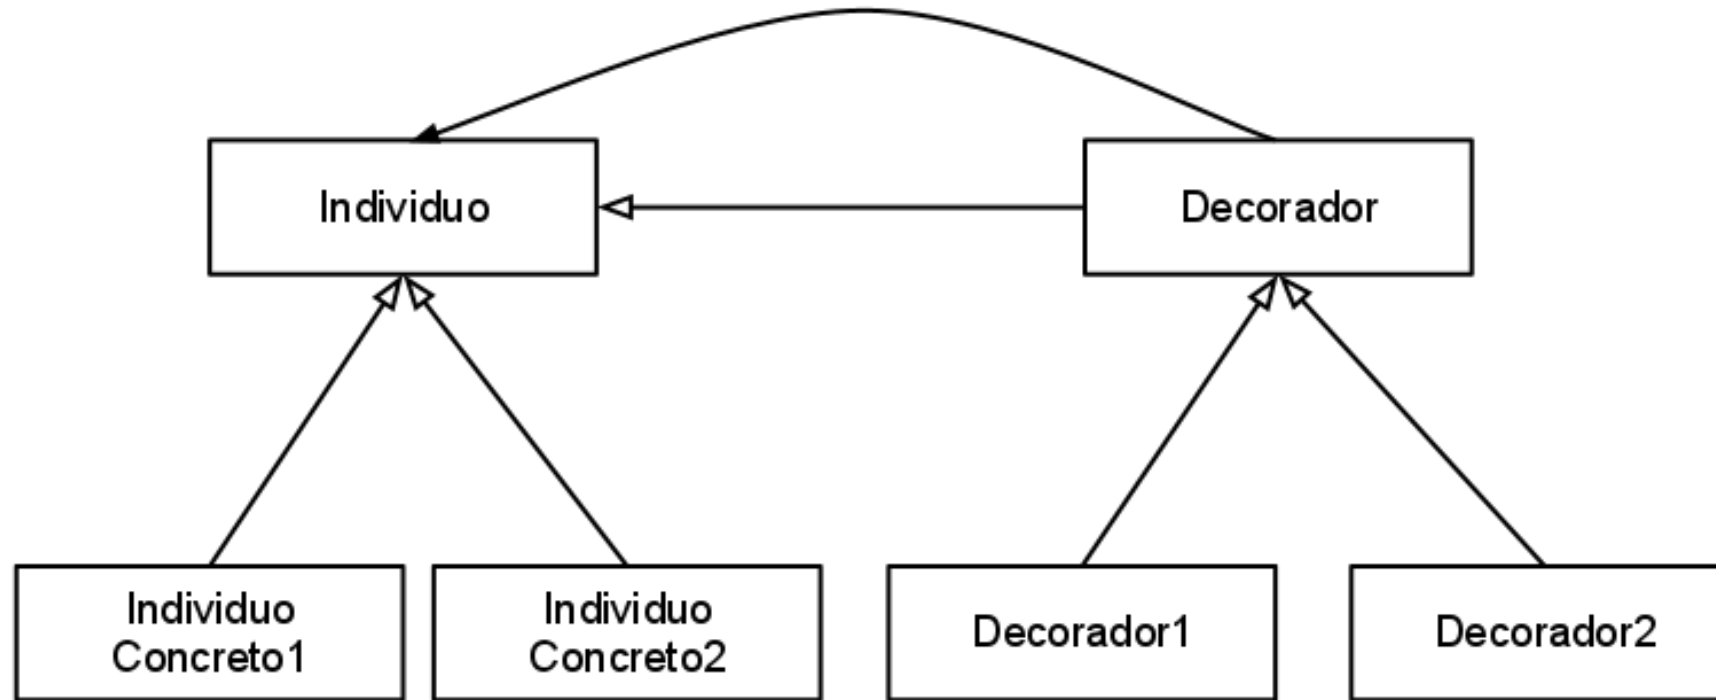 Individuo
Decorador
Individuo
Concreto1
Individuo
Concreto2
Decorador1
Decorador2